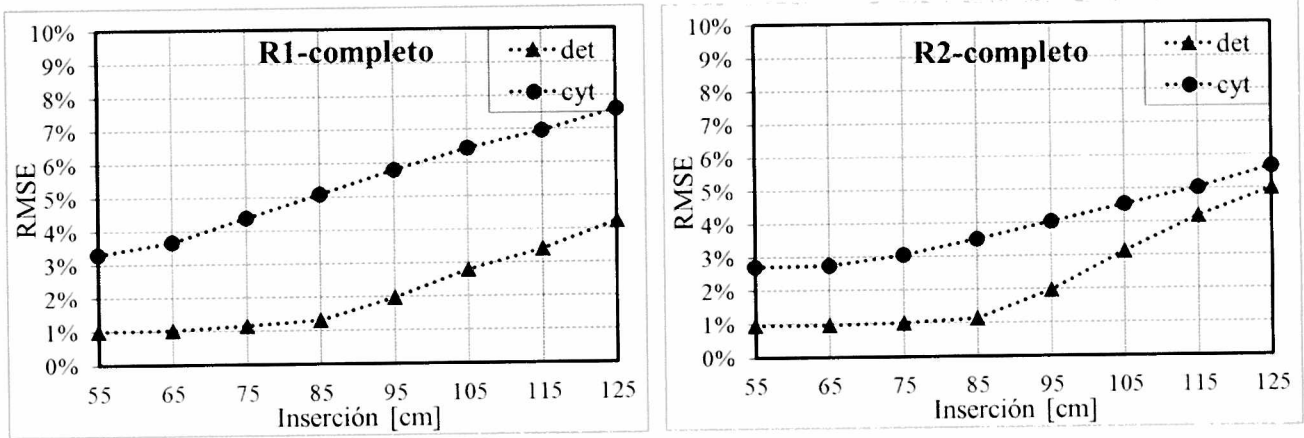 R1-completo
det
cyt
10%
9%
8%
7%
6%
5%
4%
3%
2%
1%
0%
RMSE
55 65 75 85 95 105 115 125
Inserción [cm]
R2-completo
det
cyt
10%
9%
8%
7%
6%
5%
4%
3%
2%
1%
0%
RMSE
55 65 75 85 95 105 115 125
Inserción [cm]